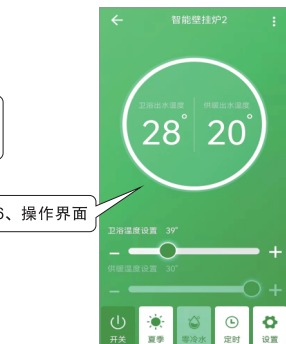 智能壁挂炉2
卫浴出水温度 供暖出水温度
28° 20°
6、操作界面
卫浴温度设置 39°
供暖温度设置 30°
开关 夏季 零冷水 定时 设置